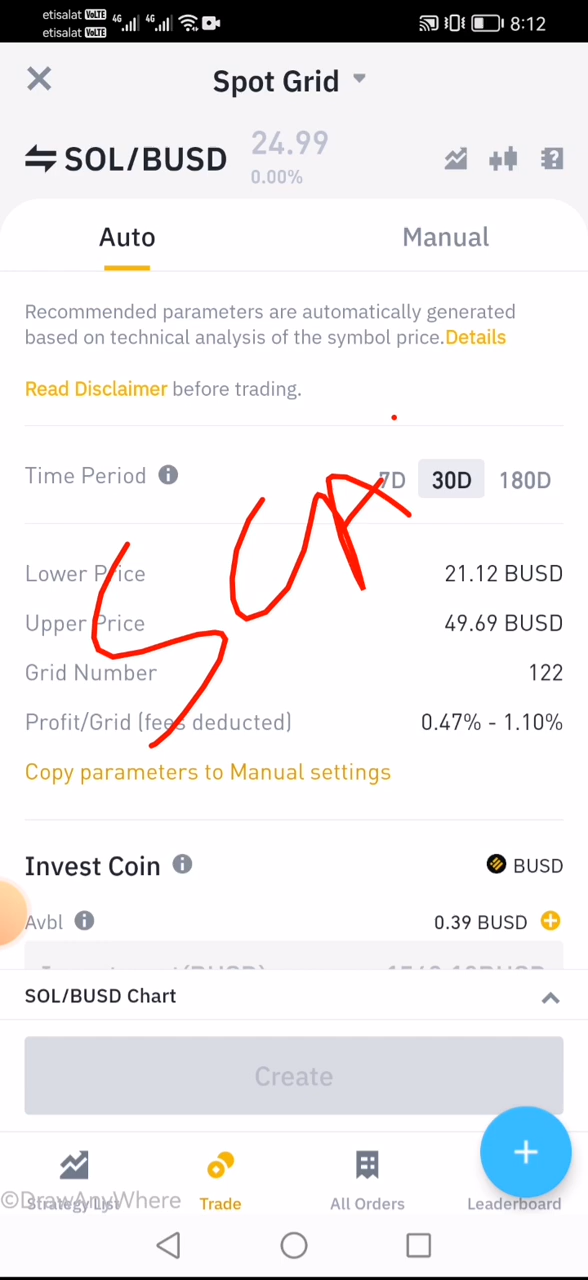 etisalat VoLTE 4G 4G 8:12
etisalat VoLTE
Spot Grid
SOL/BUSD 24.99
0.00%
Auto Manual
Recommended parameters are automatically generated
based on technical analysis of the symbol price.Details
Read Disclaimer before trading.
Time Period 7D 30D 180D
SCA
Lower Price 21.12 BUSD
Upper Price 49.69 BUSD
Grid Number 122
Profit/Grid (fees deducted) 0.47% - 1.10%
Copy parameters to Manual settings
Invest Coin BUSD
Avbl 0.39 BUSD
SOL/BUSD Chart
Create
©DrawAnyWhere
Strategy List Trade All Orders Leaderboard